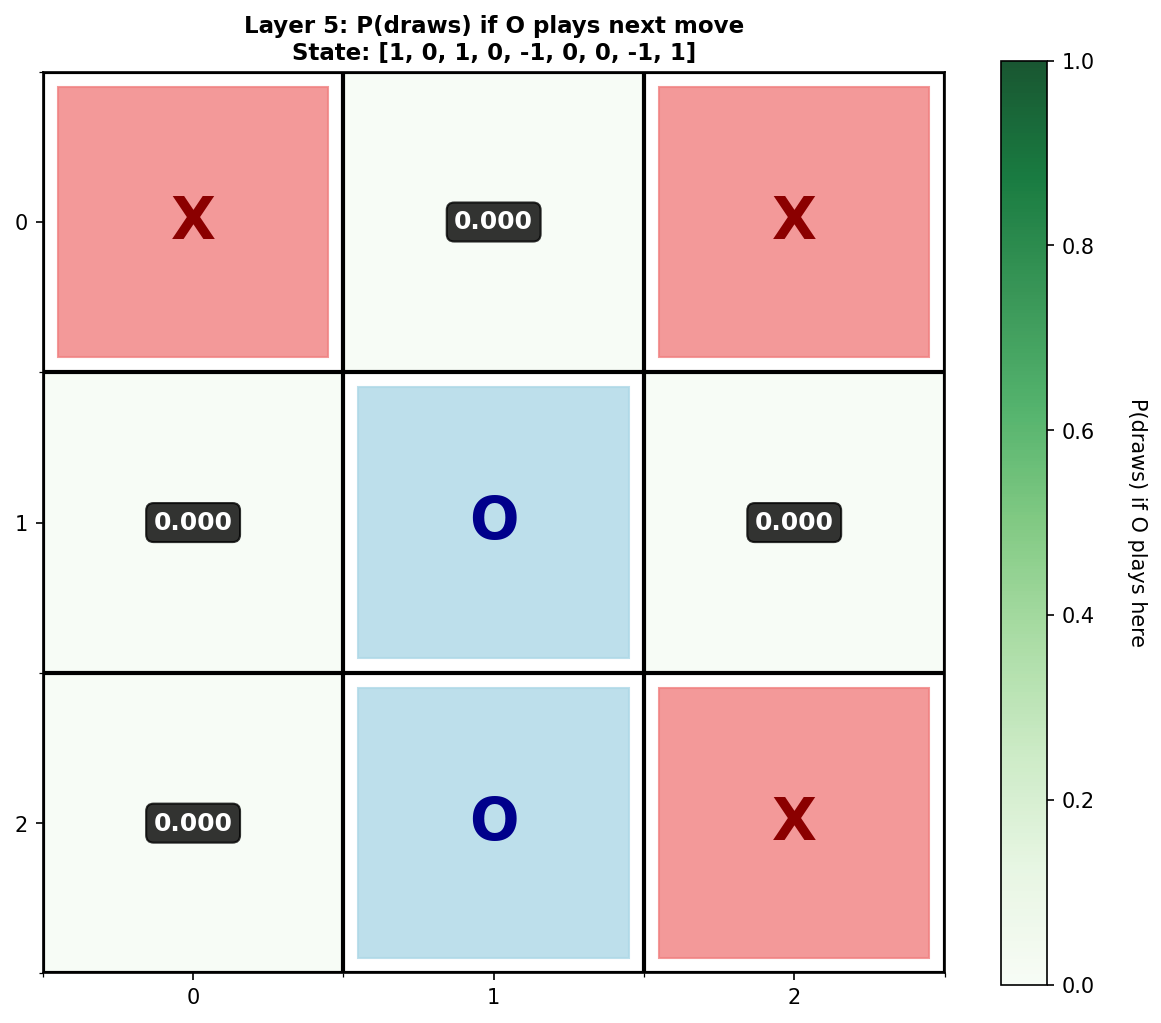 Layer 5: P(draws) if O plays next move
State: [1, 0, 1, 0, -1, 0, 0, -1, 1]
X
0.000
X
0.000
O
0.000
0.000
O
X
0
1
2
0
1
2
1.0
0.8
0.6
0.4
0.2
0.0
P(draws) if O plays here